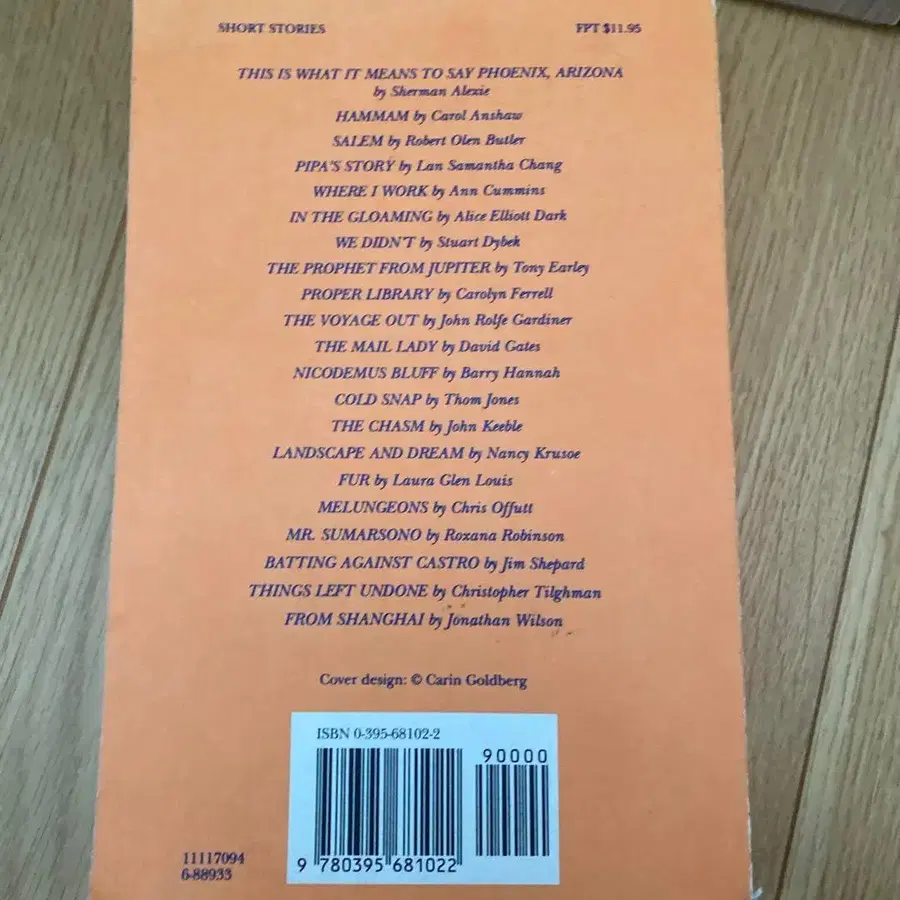 SHORT STORIES
FPT $11.95
THIS IS WHAT IT MEANS TO SAY PHOENIX, ARIZONA
by Sherman Alexie
HAMMAM by Carol Anshaw
SALEM by Robert Olen Butler
PIPA'S STORY by Lan Samantha Chang
WHERE I WORK by Ann Cummins
IN THE GLOAMING by Alice Elliott Dark
WE DIDN'T by Stuart Dybek
THE PROPHET FROM JUPITER by Tony Earley
PROPER LIBRARY by Carolyn Ferrell
THE VOYAGE OUT by John Rolfe Gardiner
THE MAIL LADY by David Gates
NICODEMUS BLUFF by Barry Hannah
COLD SNAP by Thom Jones
THE CHASM by John Keeble
LANDSCAPE AND DREAM by Nancy Krusoe
FUR by Laura Glen Louis
MELUNGEONS by Chris Offutt
MR. SUMARSONO by Roxana Robinson
BATTING AGAINST CASTRO by Jim Shepard
THINGS LEFT UNDONE by Christopher Tilghman
FROM SHANGHAI by Jonathan Wilson
Cover design: © Carin Goldberg
ISBN 0-395-68102-2
90000
9 780395 681022
11117094
6-88933